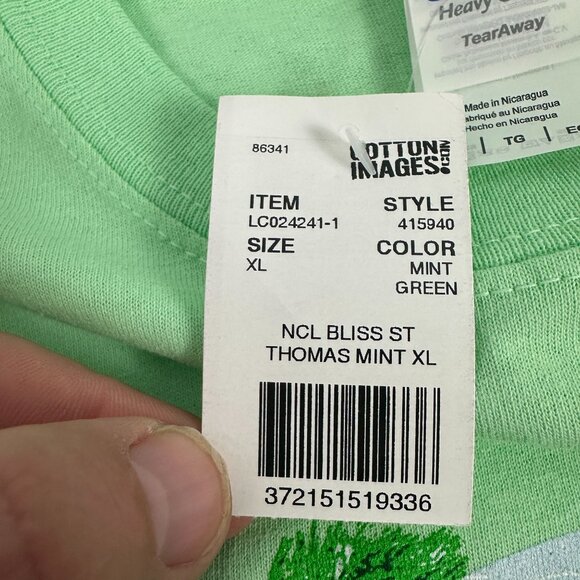 Heavy
TearAway
Made in Nicaragua
abriqué au Nicaragua
Hecho en Nicaragua
TG
86341
COTTON
IMAGES.COM
ITEM STYLE
LC024241-1 415940
SIZE COLOR
XL MINT
GREEN
NCL BLISS ST
THOMAS MINT XL
372151519336